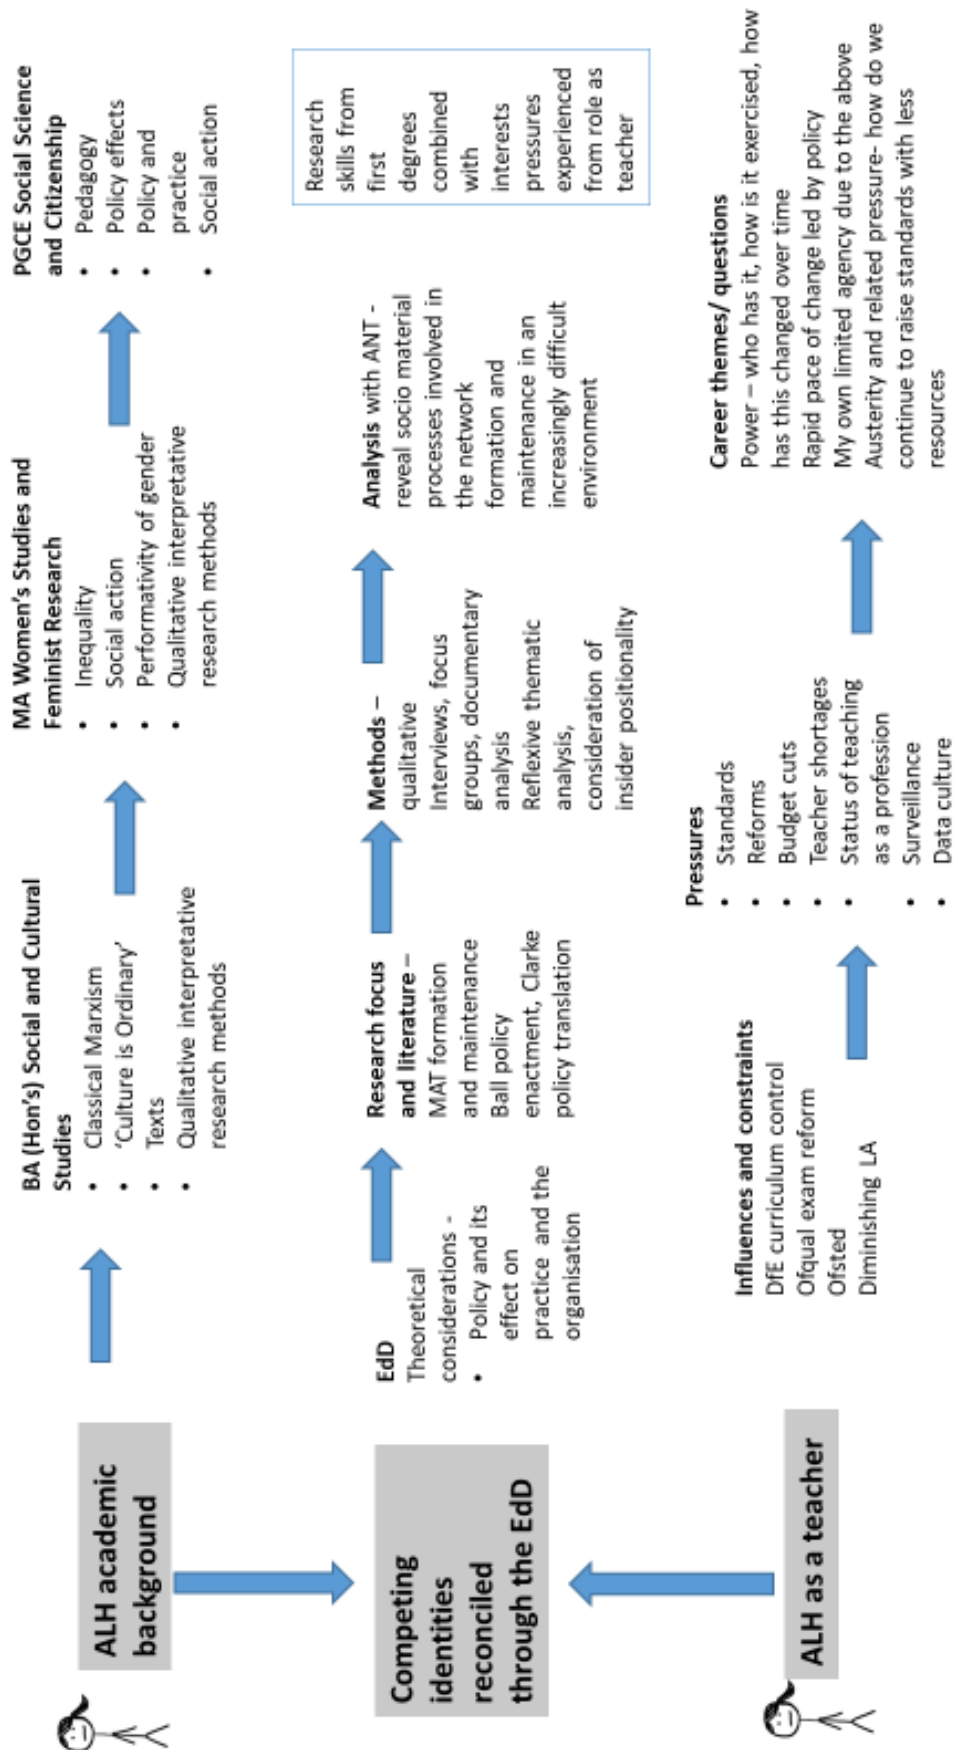 ALH academic
background
BA (Hon's) Social and Cultural
Studies
• Classical Marxism
• 'Culture is Ordinary'
Texts
• Qualitative interpretative
research methods
MA Women's Studies and
Feminist Research
• Inequality
• Social action
• Performativity of gender
• Qualitative interpretative
research methods
PGCE Social Science
and Citizenship
• Pedagogy
• Policy effects
• Policy and
practice
• Social action
Competing
identities
reconciled
through the EdD
EdD
Theoretical
considerations -
• Policy and its
effect on
practice and the
organisation
Research focus
and literature –
MAT formation
and maintenance
Ball policy
enactment, Clarke
policy translation
Methods –
qualitative
Interviews, focus
groups, documentary
analysis
Reflexive thematic
analysis,
consideration of
insider positionality
Analysis with ANT -
reveal socio material
processes involved in
the network
formation and
maintenance in an
increasingly difficult
environment
Research
skills from
first
degrees
combined
with
interests
pressures
experienced
from role as
teacher
ALH as a teacher
Influences and constraints
DfE curriculum control
Ofqual exam reform
Ofsted
Diminishing LA
Pressures
• Standards
• Reforms
• Budget cuts
• Teacher shortages
• Status of teaching
as a profession
• Surveillance
• Data culture
Career themes/ questions
Power – who has it, how is it exercised, how
has this changed over time
Rapid pace of change led by policy
My own limited agency due to the above
Austerity and related pressure- how do we
continue to raise standards with less
resources